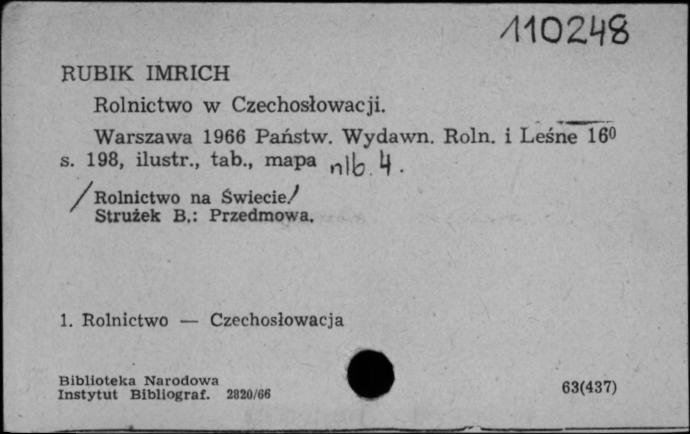 110248
RUBIK IMRICH
Rolnictwo w Czechosłowacji.
Warszawa 1966 Państw. Wydawn. Roln. i Leśne 16⁰
s. 198, ilustr., tab., mapa nlb. 4.
/Rolnictwo na Świecie/
Strużek B.: Przedmowa.
1. Rolnictwo — Czechosłowacja
Biblioteka Narodowa
Instytut Bibliograf. 2820/66
63(437)